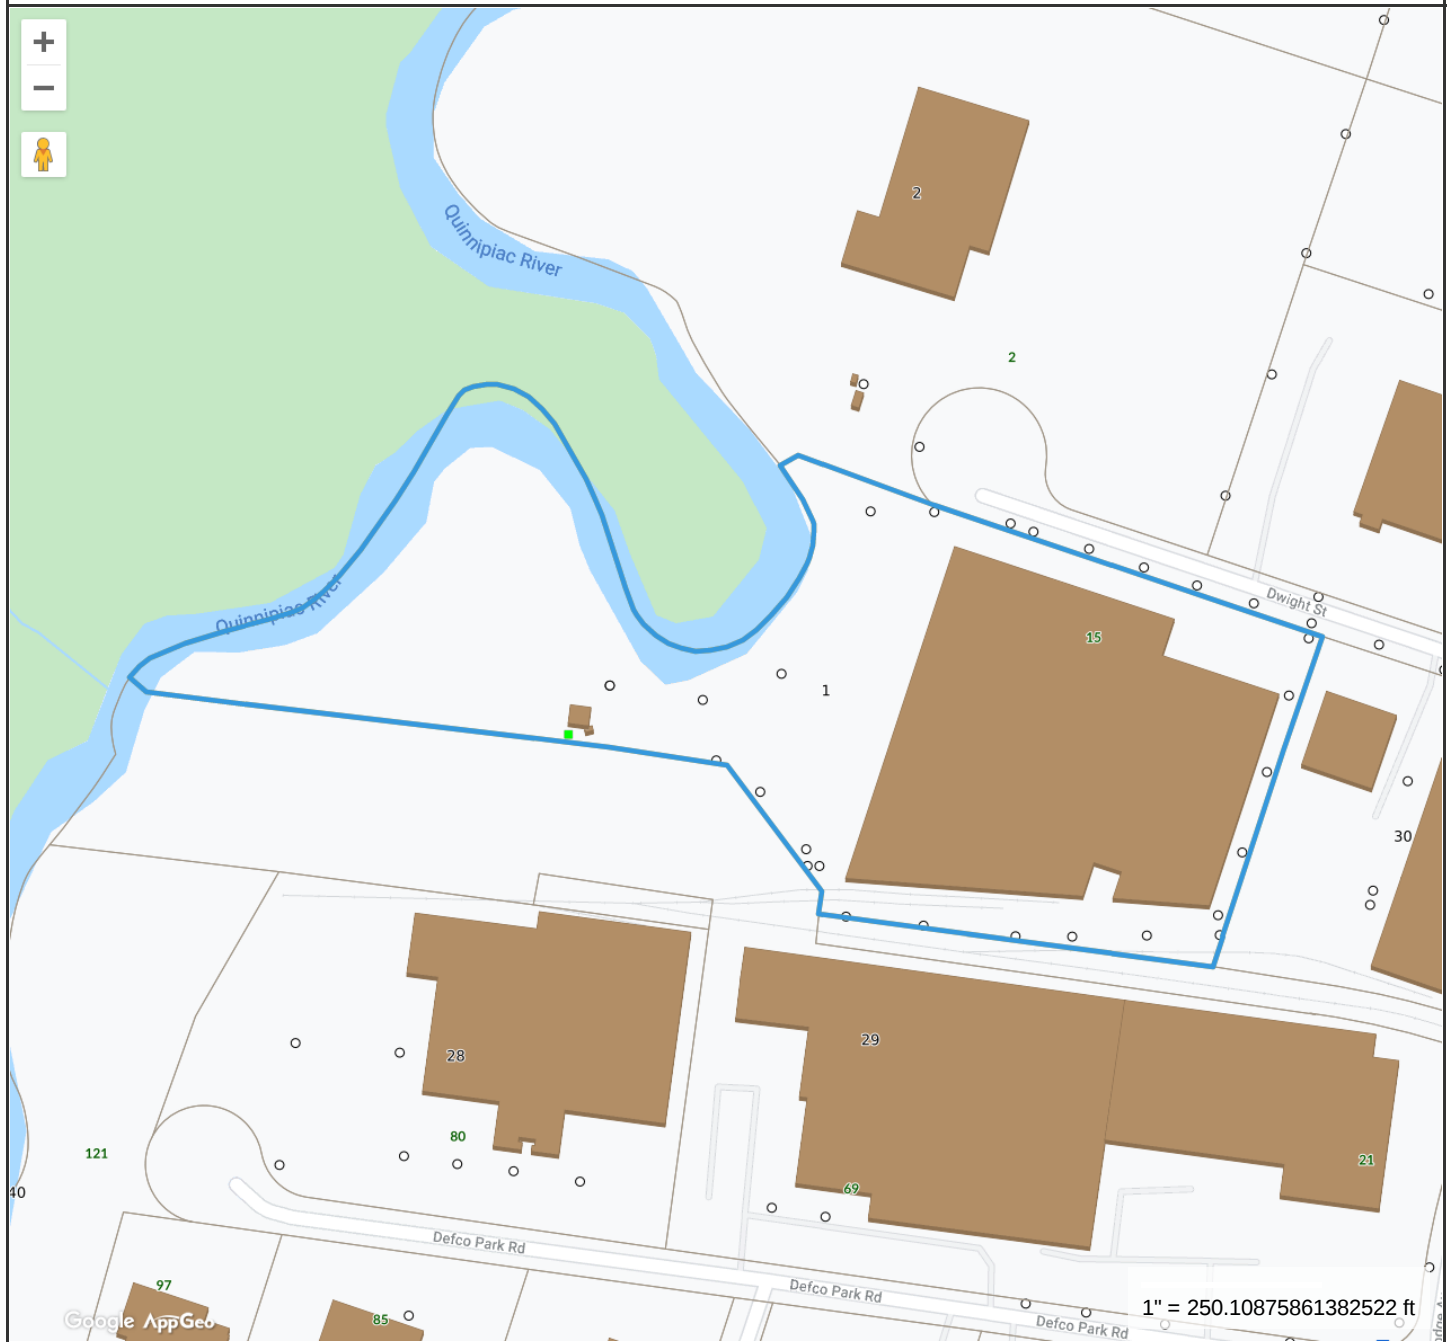 +
−
2
Quinnipiac River
2
Quinnipiac River
Dwight St
15
1
30
29
28
80
121
21
40
69
Defco Park Rd
97
Defco Park Rd
85
Google AppGeo
1" = 250.10875861382522 ft
Defco Park Rd